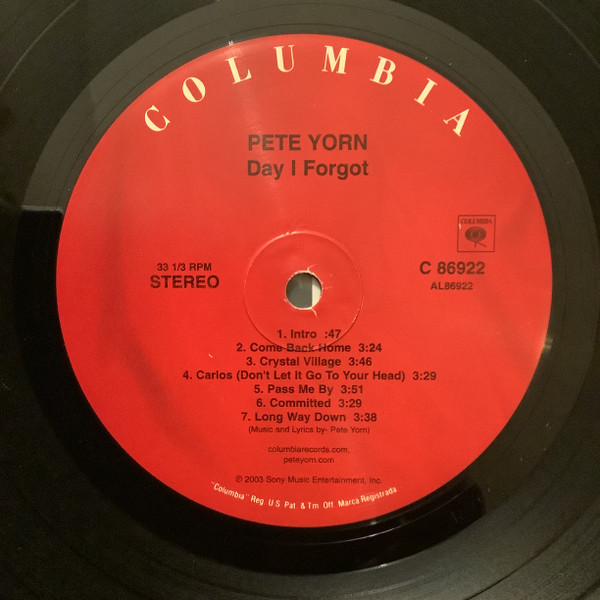 COLUMBIA
PETE YORN
Day I Forgot
COLUMBIA
33 1/3 RPM
STEREO
C 86922
AL86922
1. Intro :47
2. Come Back Home 3:24
3. Crystal Village 3:46
4. Carlos (Don't Let It Go To Your Head) 3:29
5. Pass Me By 3:51
6. Committed 3:29
7. Long Way Down 3:38
(Music and Lyrics by- Pete Yorn)
columbiarecords.com,
peteyorn.com
℗ 2003 Sony Music Entertainment, Inc.
"Columbia" Reg. U.S. Pat. & Tm. Off. Marca Registrada